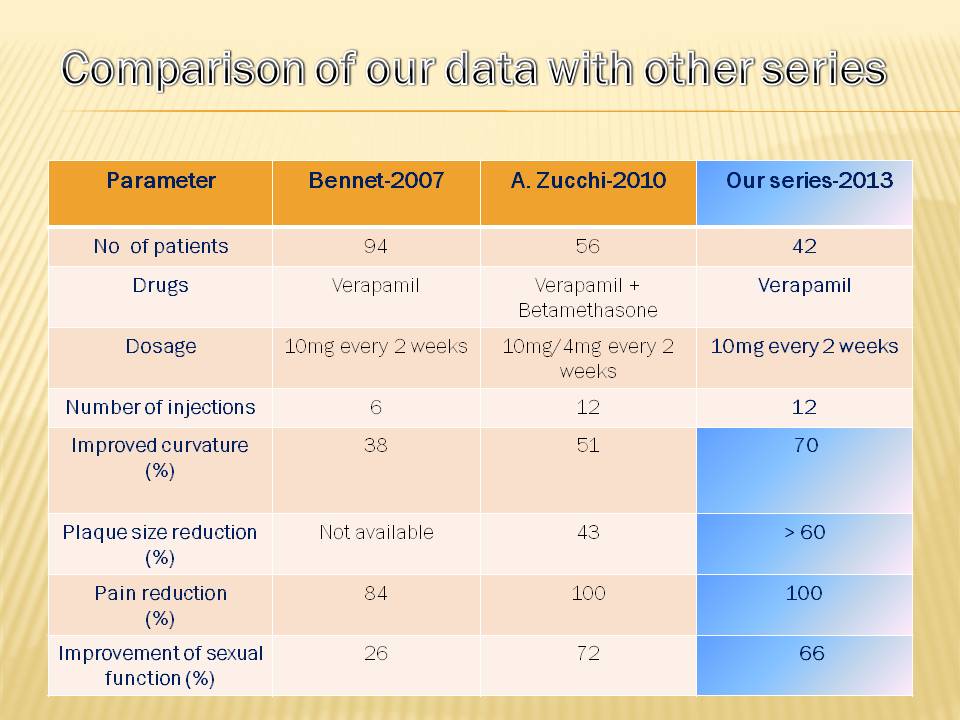 Comparison of our data with other series
Parameter Bennet-2007 A. Zucchi-2010 Our series-2013
No of patients 94 56 42
Drugs Verapamil Verapamil + Verapamil
Betamethasone
Dosage 10mg every 2 weeks 10mg/4mg every 2 10mg every 2 weeks
weeks
Number of injections 6 12 12
Improved curvature 38 51 70
(%)
Plaque size reduction Not available 43 > 60
(%)
Pain reduction 84 100 100
(%)
Improvement of sexual 26 72 66
function (%)